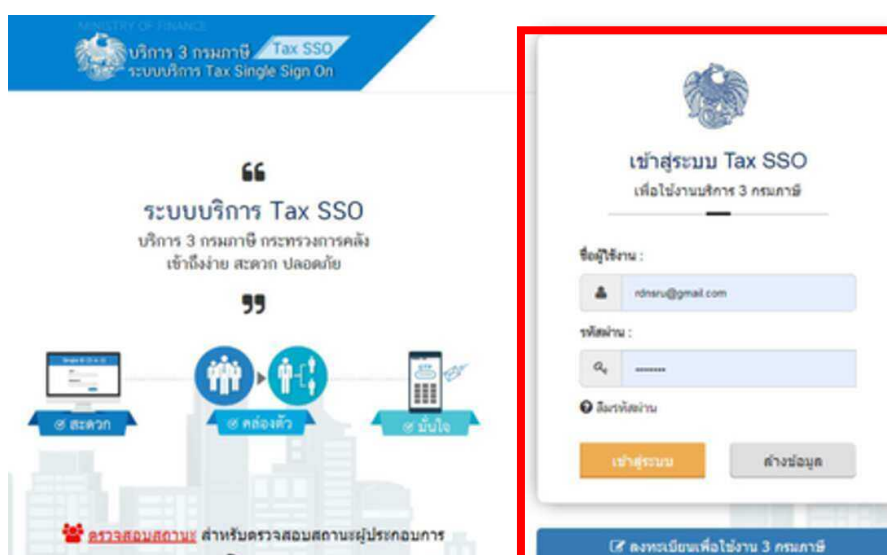 MINISTRY OF FINANCE
บริการ 3 กรมภาษี Tax SSO
ระบบบริการ Tax Single Sign On
ระบบบริการ Tax SSO
บริการ 3 กรมภาษี กระทรวงการคลัง
เข้าถึงง่าย สะดวก ปลอดภัย
สะดวก
คล่องตัว
มั่นใจ
ตรวจสอบสถานะ สำหรับตรวจสอบสถานะผู้ประกอบการ
เข้าสู่ระบบ Tax SSO
เพื่อใช้งานบริการ 3 กรมภาษี
ชื่อผู้ใช้งาน :
rdnsru@gmail.com
รหัสผ่าน :
ลืมรหัสผ่าน
เข้าสู่ระบบ
ล้างข้อมูล
ลงทะเบียนเพื่อใช้งาน 3 กรมภาษี